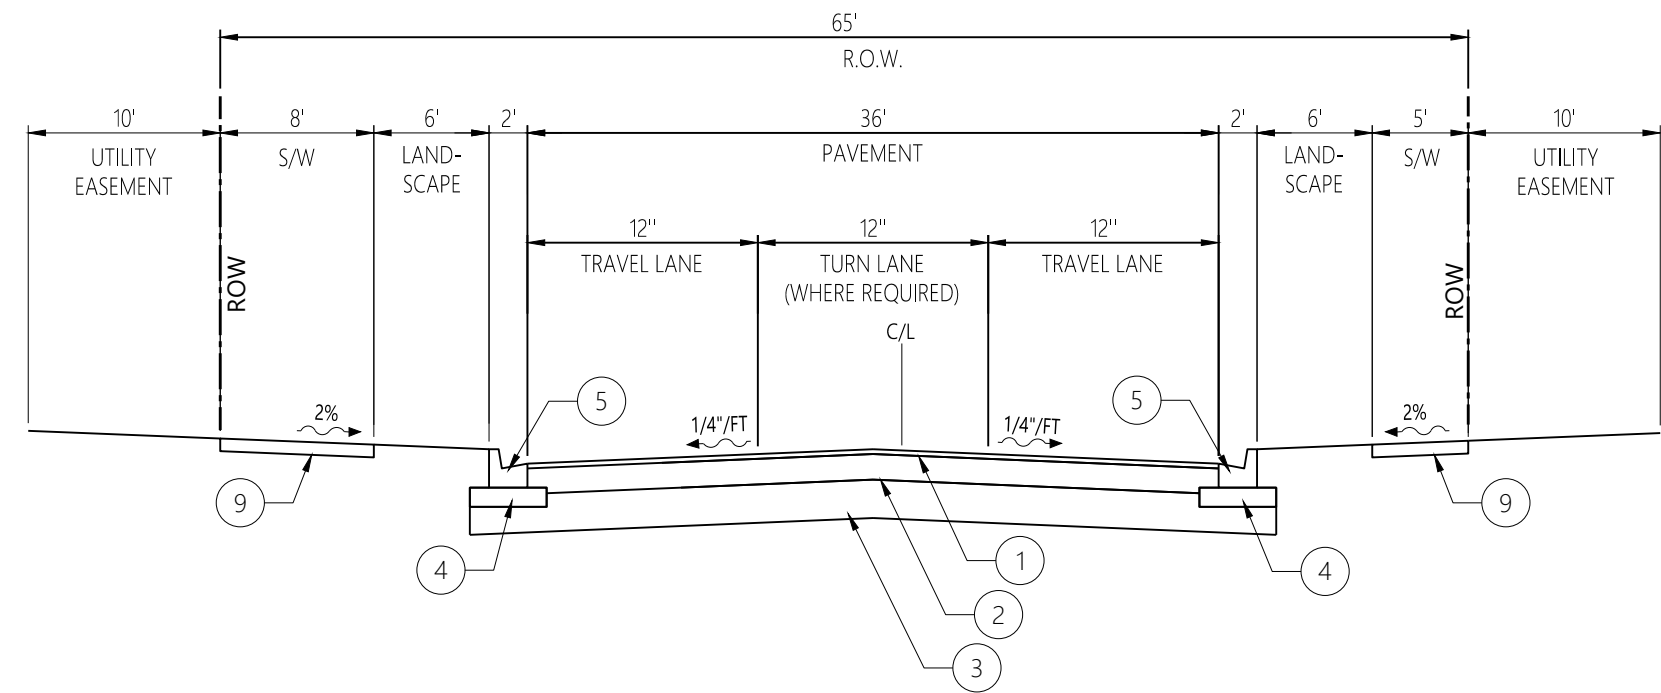 65'
R.O.W.
10'
8'
6'
2'
36'
2'
6'
5'
10'
UTILITY
EASEMENT
S/W
LAND-
SCAPE
PAVEMENT
LAND-
SCAPE
S/W
UTILITY
EASEMENT
12"
12"
12"
TRAVEL LANE
TURN LANE
(WHERE REQUIRED)
TRAVEL LANE
ROW
ROW
C/L
5
5
2%
1/4"/FT
1/4"/FT
2%
9
9
4
1
4
2
3